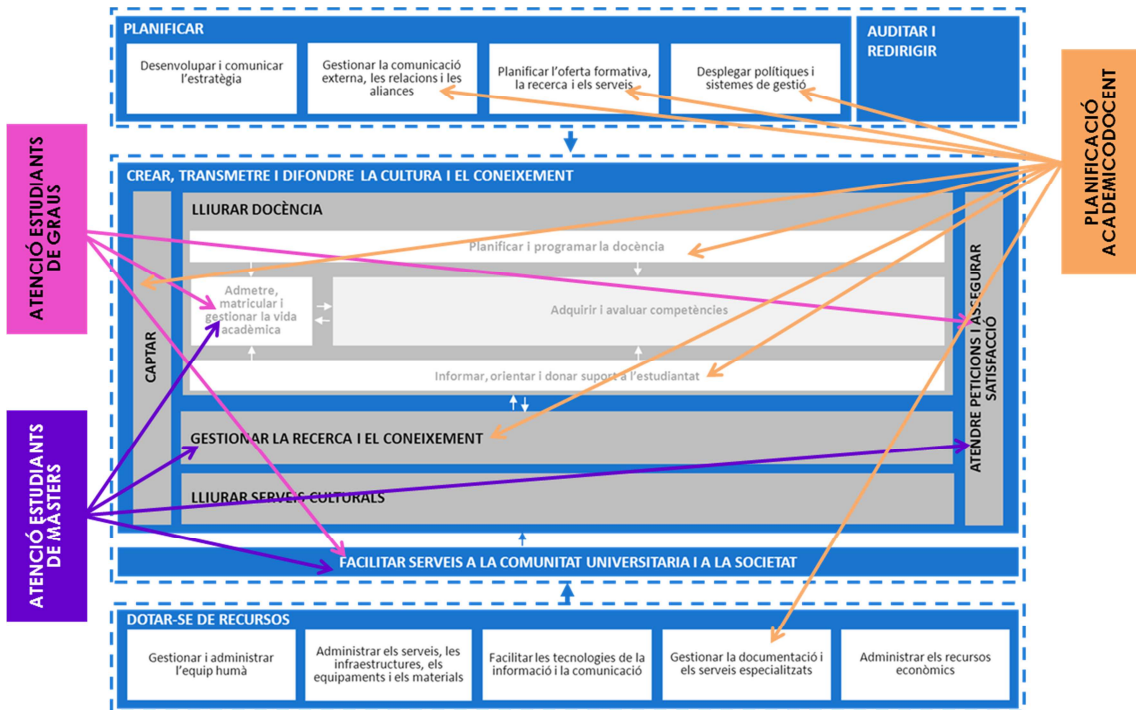 PLANIFICAR
Desenvolupar i comunicar
l'estratègia
Gestionar la comunicació
externa, les relacions i les
aliances
Planificar l'oferta formativa,
la recerca i els serveis
Desplegar polítiques i
sistemes de gestió
AUDITAR I
REDIRIGIR
ATENCIÓ ESTUDIANTS
DE GRAUS
PLANIFICACIÓ
ACADEMICODOCENT
CREAR, TRANSMETRE I DIFONDRE LA CULTURA I EL CONEIXEMENT
CAPTAR
LLIURAR DOCÈNCIA
Planificar i programar la docència
Admetre,
matricular i
gestionar la vida
acadèmica
Adquirir i avaluar competències
Informar, orientar i donar suport a l'estudiantat
GESTIONAR LA RECERCA I EL CONEIXEMENT
LLIURAR SERVEIS CULTURALS
ATENDRE PETICIONS I ASSEGURAR
SATISFACCIÓ
ATENCIÓ ESTUDIANTS
DE MÀSTERS
FACILITAR SERVEIS A LA COMUNITAT UNIVERSITARIA I A LA SOCIETAT
DOTAR-SE DE RECURSOS
Gestionar i administrar
l'equip humà
Administrar els serveis, les
infraestructures, els
equipaments i els materials
Facilitar les tecnologies de la
informació i la comunicació
Gestionar la documentació i
els serveis especialitzats
Administrar els recursos
econòmics